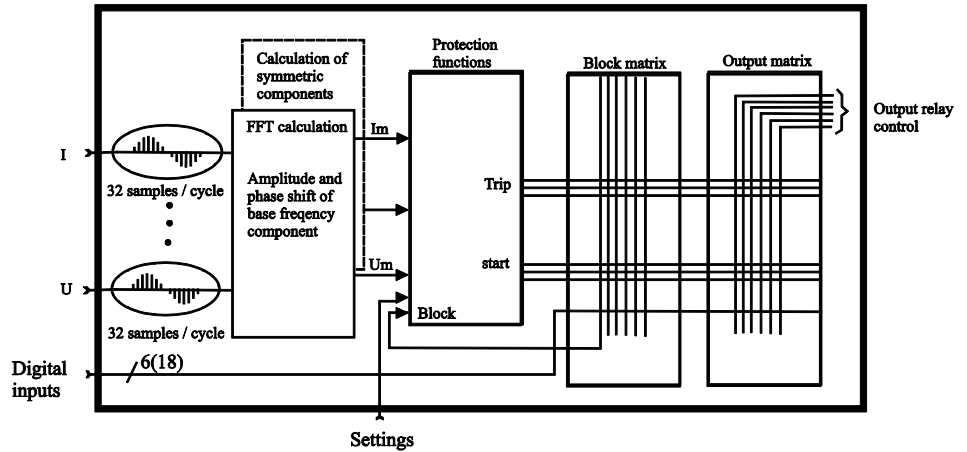 Calculation of
symmetric
components
Protection
functions
Block matrix
Output matrix
Output relay
control
FFT calculation
Im
I
32 samples / cycle
Amplitude and
phase shift of
base freqency
component
Trip
Um
start
U
32 samples / cycle
Block
Digital
inputs
6(18)
Settings